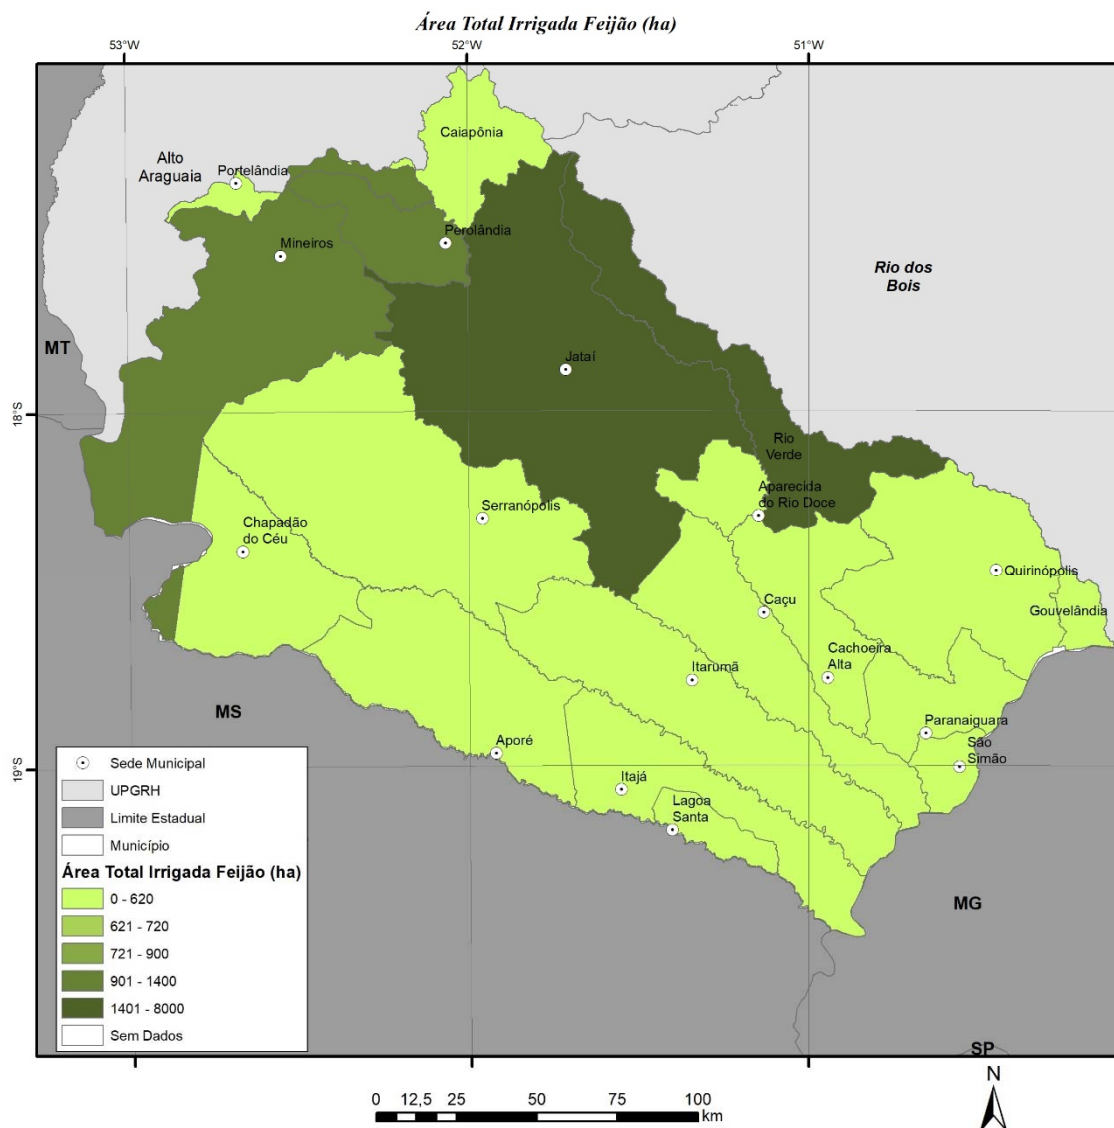 Área Total Irrigada Feijão (ha)
53°W
52°W
51°W
Caiapônia
Alto
Araguaia
Portelândia
Perolândia
Mineiros
Rio dos
Bois
MT
Jataí
18°S
Rio
Verde
Aparecida
do Rio Doce
Serranópolis
Chapadão
do Céu
Quirinópolis
Caçu
Gouvelândia
Cachoeira
Alta
Itarumã
MS
Paranaiguara
São
Simão
Aporé
19°S
Itajá
Lagoa
Santa
MG
SP
Sede Municipal
UPGRH
Limite Estadual
Município
Área Total Irrigada Feijão (ha)
0 - 620
621 - 720
721 - 900
901 - 1400
1401 - 8000
Sem Dados
N
0 12,5 25 50 75 100
km